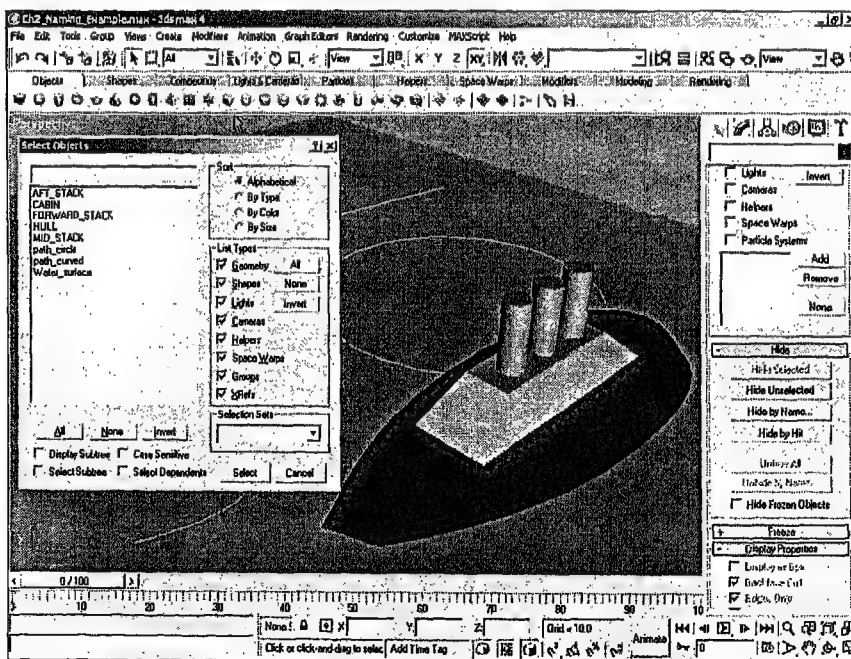 Ch2_Naming_Example.max - 3ds max 4
File Edit Tools Group Views Create Modifiers Animation Graph Editors Rendering Customize MAXScript Help
All View X Y Z XY View
Objects Shapes Compounds Lights & Cameras Particles Helpers Space Warps Modifiers Modeling Rendering
Select Objects
AFT_STACK
CABIN
FORWARD_STACK
HULL
MID_STACK
path_circle
path_curved
Water_surface
Sort
Alphabetical
By Type
By Color
By Size
List Types
Geometry All
Shapes None
Lights Invert
Cameras
Helpers
Space Warps
Groups
XRefs
Selection Sets
All None Invert
Display Subtree Case Sensitive
Select Subtree Select Dependents Select Cancel
Lights Invert
Cameras
Helpers
Space Warps
Particle Systems
Add
Remove
None
- Hide
Hide Selected
Hide Unselected
Hide by Name...
Hide by Hit
Unhide All
Unhide by Name...
Hide Frozen Objects
+ Freeze
- Display Properties
Display as Box
Backface Cull
Edges Only
< 0 / 100 >
10 20 30 40 50 60 70 80 90 100
X: Y: Z: Grid = 10.0
Click or click-and-drag to selec Add Time Tag Animate 0